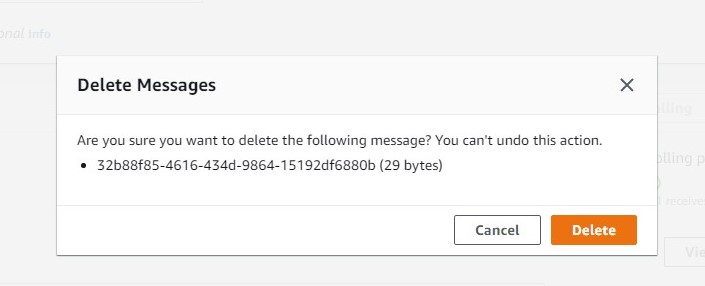 onal Info
Delete Messages
lling
Are you sure you want to delete the following message? You can't undo this action.
• 32b88f85-4616-434d-9864-15192df6880b (29 bytes)
olling p
receive
Cancel
Delete
Vie